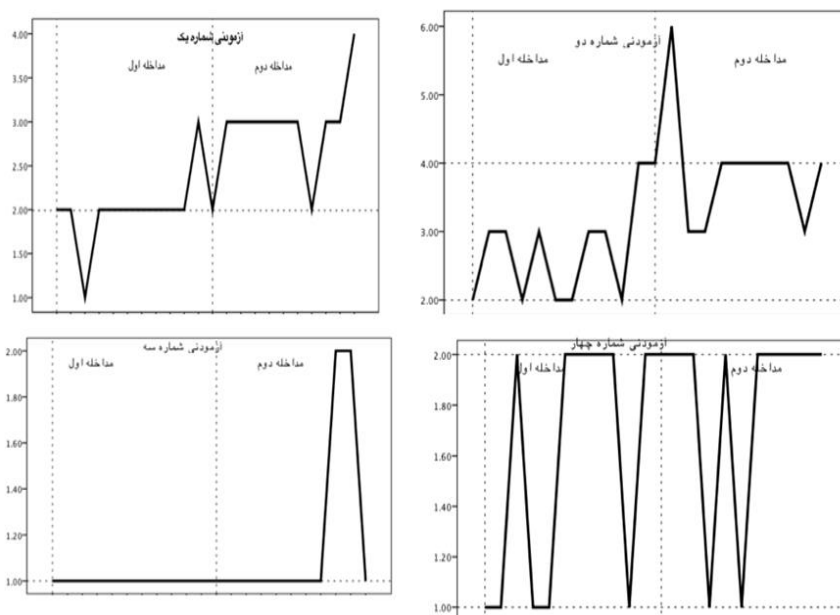 آزمودنی شماره یک
مداخله اول
مداخله دوم
4.00
3.50
3.00
2.50
2.00
1.50
1.00
آزمودنی شماره دو
مداخله اول
مداخله دوم
6.00
5.00
4.00
3.00
2.00
آزمودنی شماره سه
مداخله اول
مداخله دوم
2.00
1.80
1.60
1.40
1.20
1.00
آزمودنی شماره چهار
مداخله اول
مداخله دوم
2.00
1.80
1.60
1.40
1.20
1.00